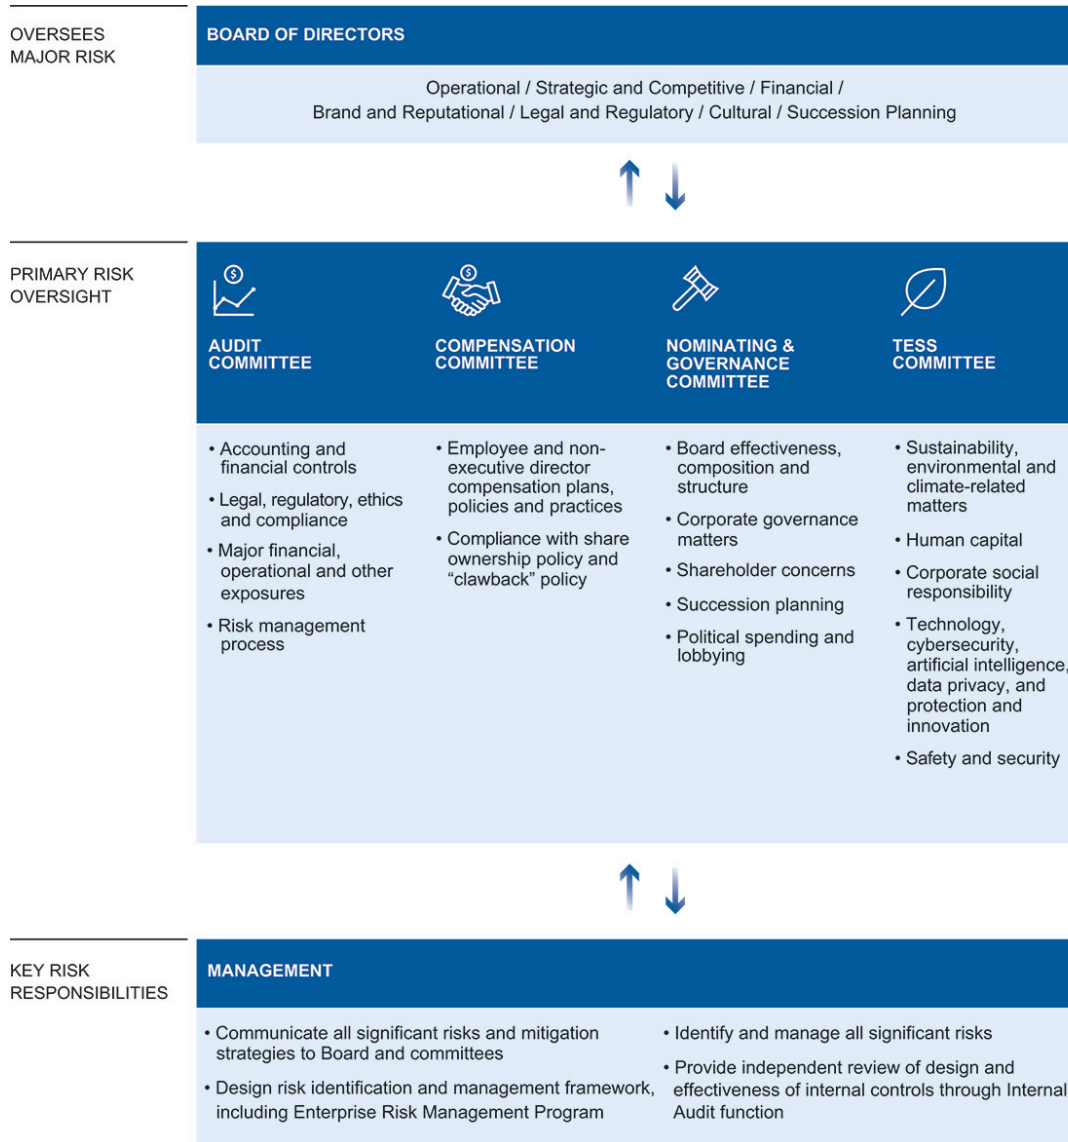 OVERSEES
MAJOR RISK
BOARD OF DIRECTORS
Operational / Strategic and Competitive / Financial /
Brand and Reputational / Legal and Regulatory / Cultural / Succession Planning
PRIMARY RISK
OVERSIGHT
$
AUDIT
COMMITTEE
• Accounting and
financial controls
• Legal, regulatory, ethics
and compliance
• Major financial,
operational and other
exposures
• Risk management
process
$
COMPENSATION
COMMITTEE
• Employee and non-
executive director
compensation plans,
policies and practices
• Compliance with share
ownership policy and
“clawback” policy
NOMINATING &
GOVERNANCE
COMMITTEE
• Board effectiveness,
composition and
structure
• Corporate governance
matters
• Shareholder concerns
• Succession planning
• Political spending and
lobbying
TESS
COMMITTEE
• Sustainability,
environmental and
climate-related
matters
• Human capital
• Corporate social
responsibility
• Technology,
cybersecurity,
artificial intelligence,
data privacy, and
protection and
innovation
• Safety and security
KEY RISK
RESPONSIBILITIES
MANAGEMENT
• Communicate all significant risks and mitigation
strategies to Board and committees
• Design risk identification and management framework,
including Enterprise Risk Management Program
• Identify and manage all significant risks
• Provide independent review of design and
effectiveness of internal controls through Internal
Audit function